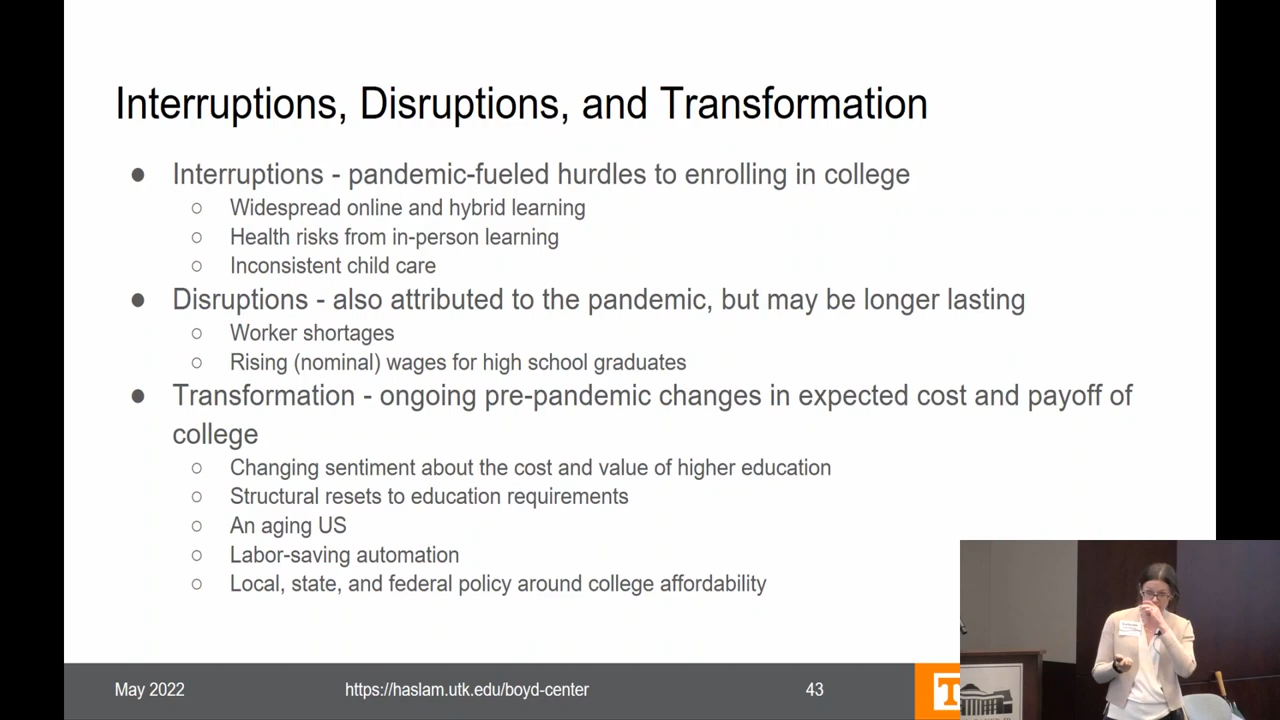 Interruptions, Disruptions, and Transformation
● Interruptions - pandemic-fueled hurdles to enrolling in college
○ Widespread online and hybrid learning
○ Health risks from in-person learning
○ Inconsistent child care
● Disruptions - also attributed to the pandemic, but may be longer lasting
○ Worker shortages
○ Rising (nominal) wages for high school graduates
● Transformation - ongoing pre-pandemic changes in expected cost and payoff of
college
○ Changing sentiment about the cost and value of higher education
○ Structural resets to education requirements
○ An aging US
○ Labor-saving automation
○ Local, state, and federal policy around college affordability
May 2022 https://haslam.utk.edu/boyd-center 43 T